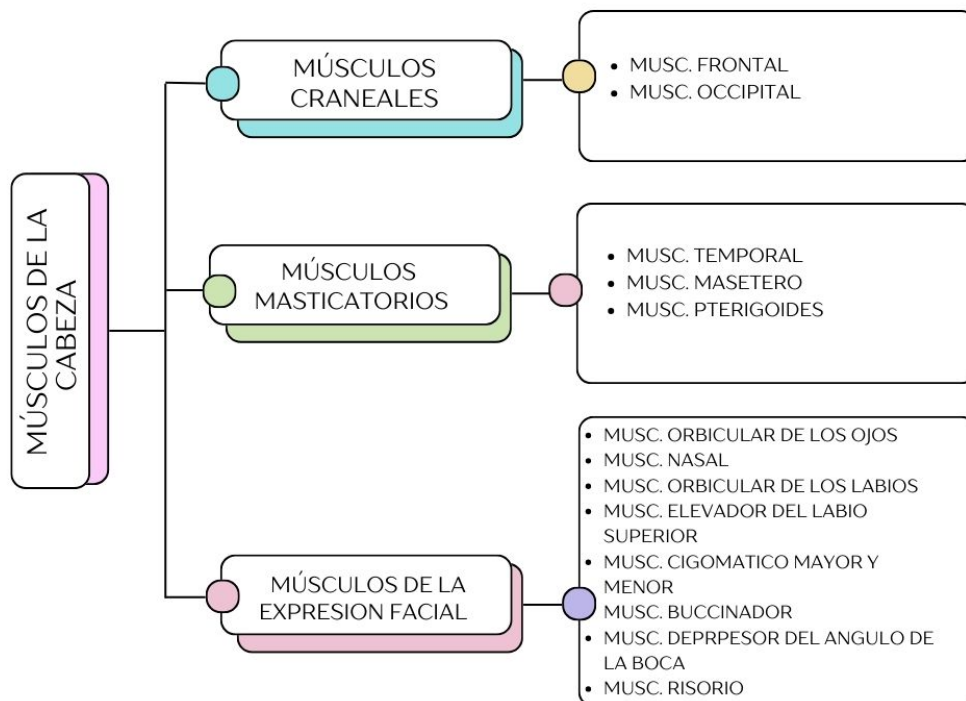 MÚSCULOS DE LA
CABEZA
MÚSCULOS
CRANEALES
• MUSC. FRONTAL
• MUSC. OCCIPITAL
MÚSCULOS
MASTICATORIOS
• MUSC. TEMPORAL
• MUSC. MASETERO
• MUSC. PTERIGOIDES
MÚSCULOS DE LA
EXPRESION FACIAL
• MUSC. ORBICULAR DE LOS OJOS
• MUSC. NASAL
• MUSC. ORBICULAR DE LOS LABIOS
• MUSC. ELEVADOR DEL LABIO
SUPERIOR
• MUSC. CIGOMATICO MAYOR Y
MENOR
• MUSC. BUCCINADOR
• MUSC. DEPRPESOR DEL ANGULO DE
LA BOCA
• MUSC. RISORIO